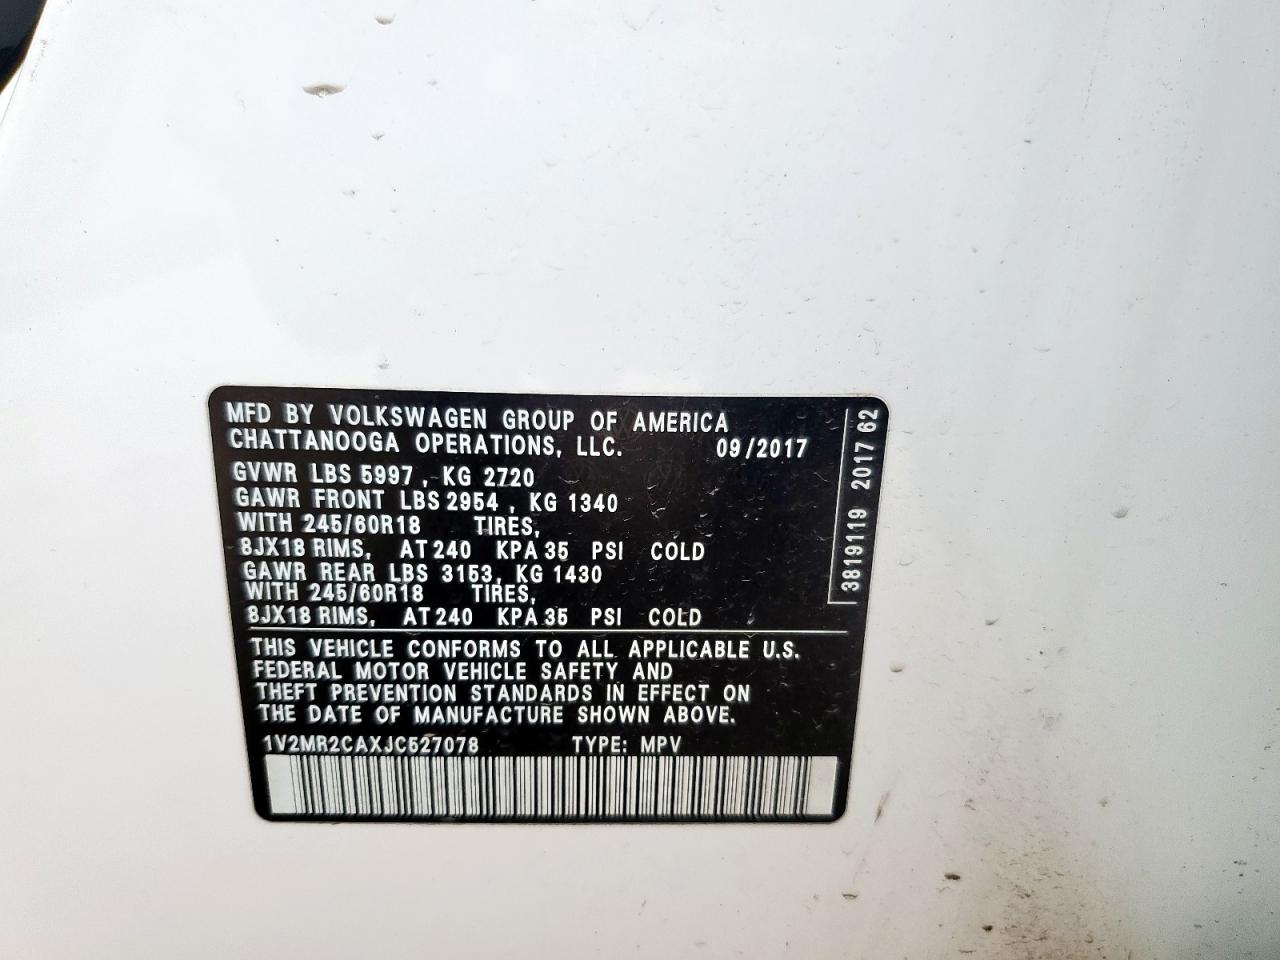 MFD BY VOLKSWAGEN GROUP OF AMERICA
CHATTANOOGA OPERATIONS, LLC. 09/2017
GVWR LBS 5997 , KG 2720
GAWR FRONT LBS 2954 , KG 1340
WITH 245/60R18 TIRES,
8JX18 RIMS, AT 240 KPA 35 PSI COLD
GAWR REAR LBS 3153, KG 1430
WITH 245/60R18 TIRES,
8JX18 RIMS, AT 240 KPA 35 PSI COLD
THIS VEHICLE CONFORMS TO ALL APPLICABLE U.S.
FEDERAL MOTOR VEHICLE SAFETY AND
THEFT PREVENTION STANDARDS IN EFFECT ON
THE DATE OF MANUFACTURE SHOWN ABOVE.
1V2MR2CAXJC527078 TYPE: MPV
3819119 2017 62